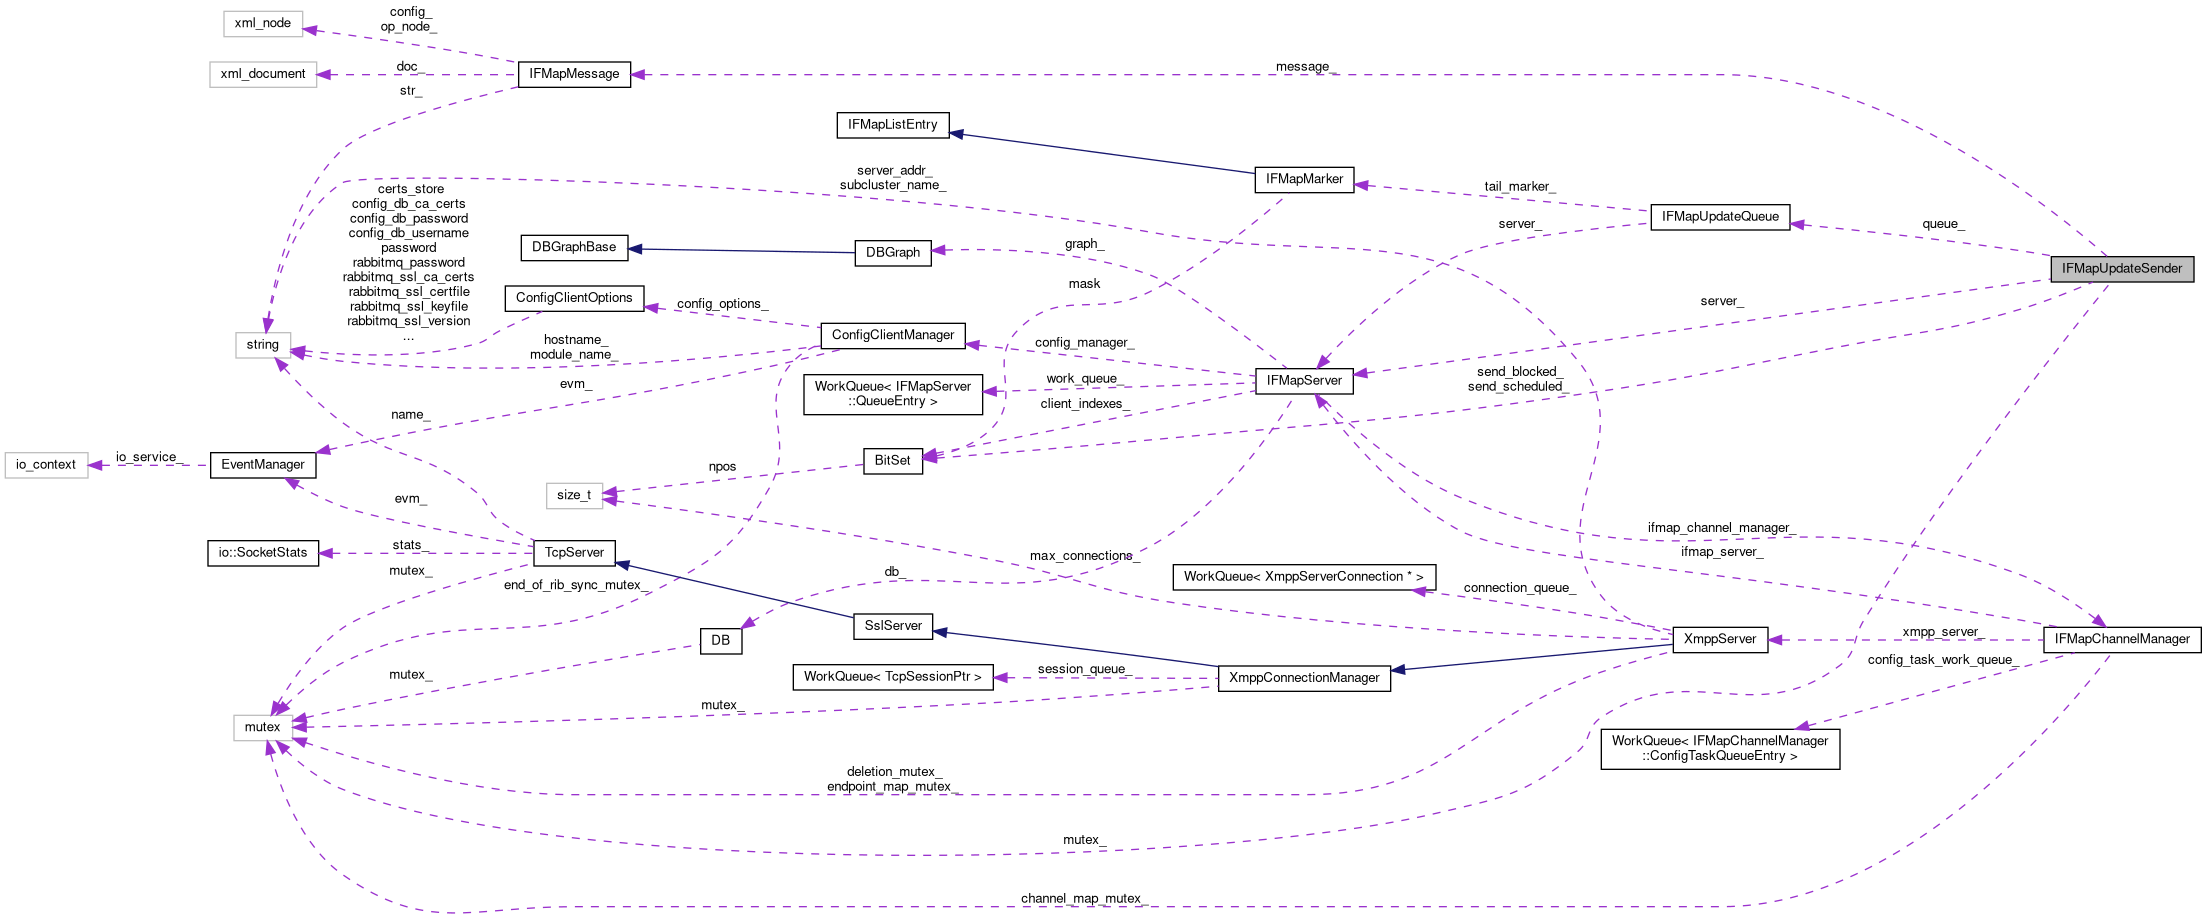 xml_node
config_
op_node_
xml_document
doc_
IFMapMessage
message_
str_
IFMapListEntry
server_addr_
subcluster_name_
IFMapMarker
tail_marker_
IFMapUpdateQueue
queue_
certs_store
config_db_ca_certs
config_db_password
config_db_username
password
rabbitmq_password
rabbitmq_ssl_ca_certs
rabbitmq_ssl_certfile
rabbitmq_ssl_keyfile
rabbitmq_ssl_version
...
DBGraphBase
DBGraph
graph_
server_
IFMapUpdateSender
mask
ConfigClientOptions
config_options_
ConfigClientManager
server_
string
hostname_
module_name_
config_manager_
evm_
WorkQueue< IFMapServer
::QueueEntry >
work_queue_
IFMapServer
send_blocked_
send_scheduled_
client_indexes_
name_
io_context
io_service_
EventManager
BitSet
npos
size_t
evm_
ifmap_channel_manager_
io::SocketStats
stats_
TcpServer
max_connections_
ifmap_server_
mutex_
end_of_rib_sync_mutex_
db_
WorkQueue< XmppServerConnection * >
connection_queue_
SslServer
DB
XmppServer
xmpp_server_
IFMapChannelManager
mutex_
WorkQueue< TcpSessionPtr >
session_queue_
XmppConnectionManager
config_task_work_queue_
mutex_
mutex
WorkQueue< IFMapChannelManager
::ConfigTaskQueueEntry >
deletion_mutex_
endpoint_map_mutex_
mutex_
channel_map_mutex_